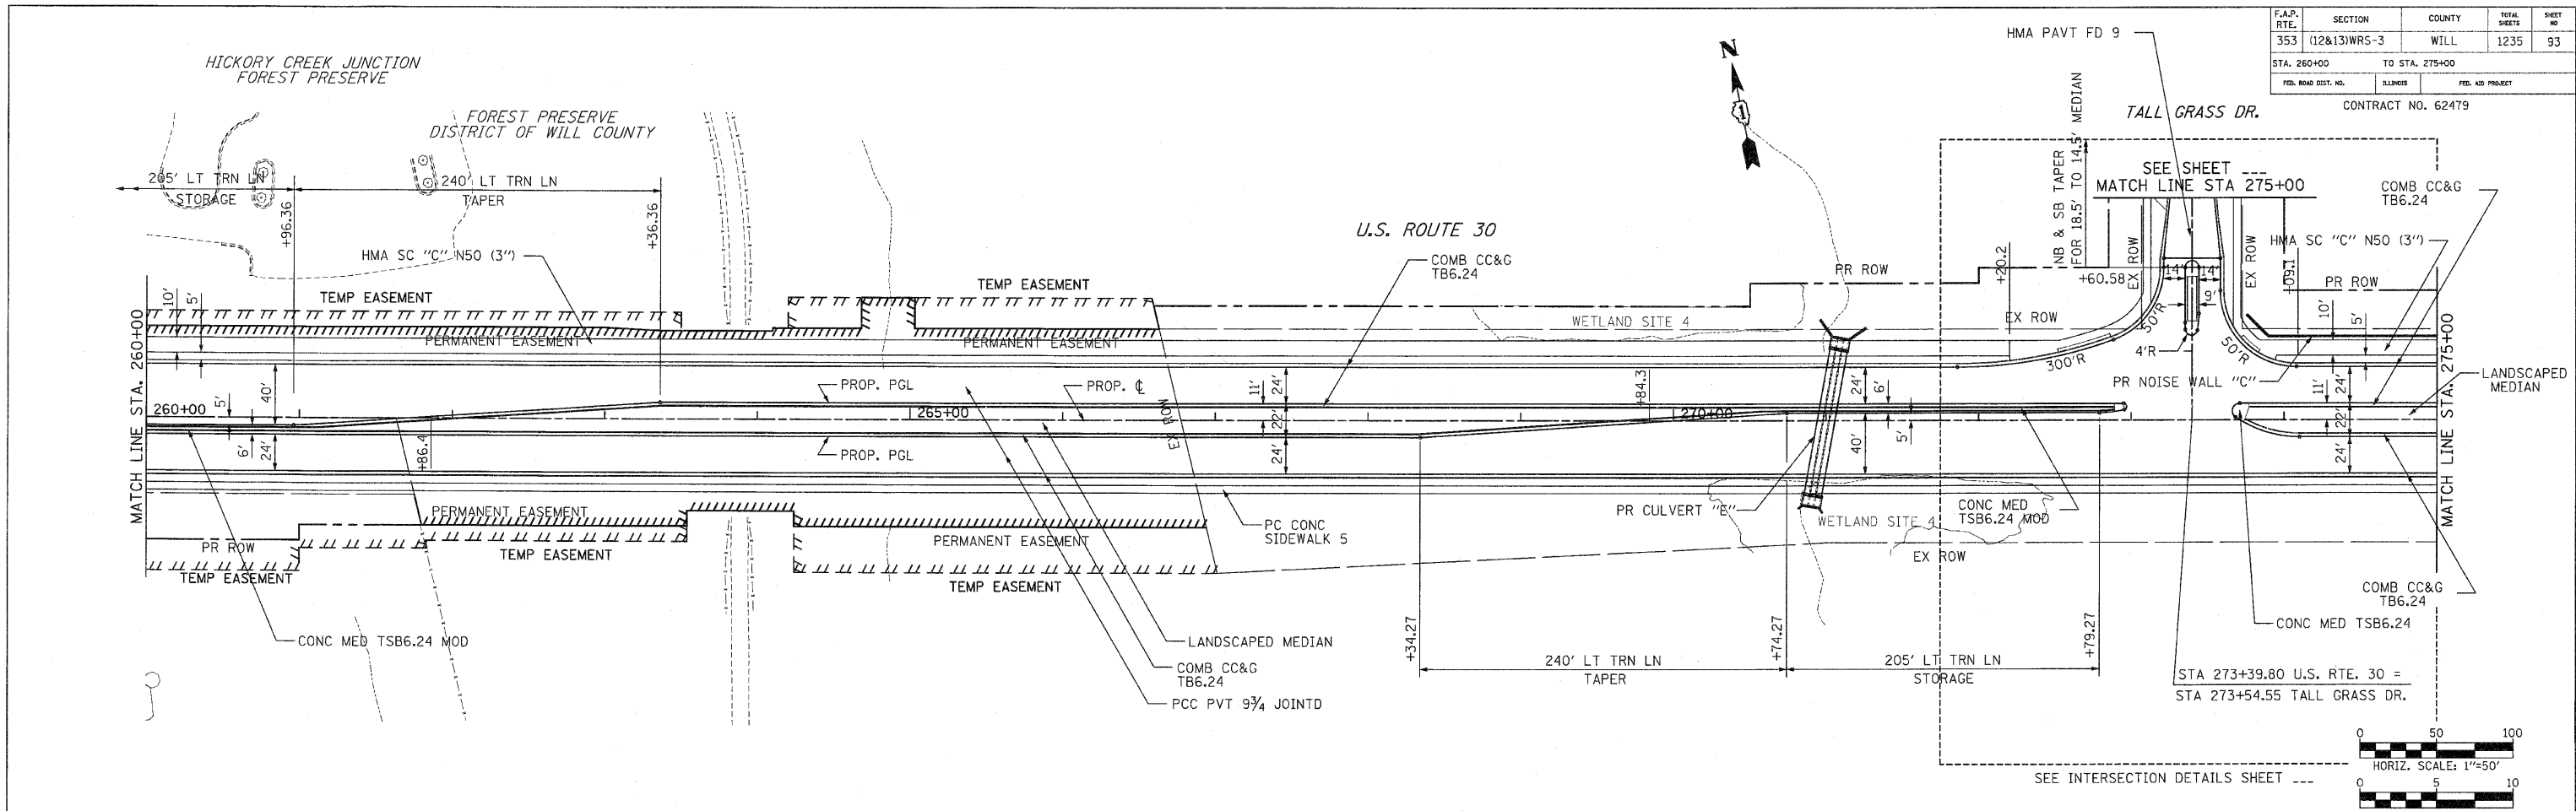 F.A.P. RTE. SECTION COUNTY TOTAL SHEETS SHEET NO
353 (12&13)WRS-3 WILL 1235 93
STA. 260+00 TO STA. 275+00
FED. ROAD DIST. NO. ILLINOIS FED. AID PROJECT
CONTRACT NO. 62479
HICKORY CREEK JUNCTION
FOREST PRESERVE
FOREST PRESERVE
DISTRICT OF WILL COUNTY
205' LT TRN LN
STORAGE
240' LT TRN LN
TAPER
+96.36
+36.36
HMA SC "C" N50 (3")
TEMP EASEMENT
PERMANENT EASEMENT
TEMP EASEMENT
PERMANENT EASEMENT
10'
5'
MATCH LINE STA. 260+00
260+00
5'
40'
6'
24'
+86.4
PROP. PGL
PROP. ℄
265+00
PROP. PGL
EX ROW
11'
24'
22'
24'
U.S. ROUTE 30
COMB CC&G
TB6.24
N
1
HMA PAVT FD 9
NB & SB TAPER
FOR 18.5' TO 14.5' MEDIAN
TALL GRASS DR.
SEE SHEET ___
MATCH LINE STA 275+00
COMB CC&G
TB6.24
HMA SC "C" N50 (3")
PR ROW
+20.2
+60.58
EX ROW
14'
14'
9'
EX ROW
+09.1
PR ROW
WETLAND SITE 4
EX ROW
50'R
4'R
50'R
300'R
10'
5'
PR NOISE WALL "C"
MATCH LINE STA. 275+00
LANDSCAPED
MEDIAN
+84.3
24'
6'
270+00
5'
40'
11'
24'
22'
24'
PR CULVERT "E"
WETLAND SITE 4
CONC MED
TSB6.24 MOD
EX ROW
PERMANENT EASEMENT
PR ROW
TEMP EASEMENT
TEMP EASEMENT
PERMANENT EASEMENT
TEMP EASEMENT
PC CONC
SIDEWALK 5
CONC MED TSB6.24 MOD
LANDSCAPED MEDIAN
COMB CC&G
TB6.24
PCC PVT 9¾ JOINTD
+34.27
+74.27
+79.27
240' LT TRN LN
TAPER
205' LT TRN LN
STORAGE
COMB CC&G
TB6.24
CONC MED TSB6.24
STA 273+39.80 U.S. RTE. 30 =
STA 273+54.55 TALL GRASS DR.
0 50 100
HORIZ. SCALE: 1"=50'
SEE INTERSECTION DETAILS SHEET ___
0 5 10